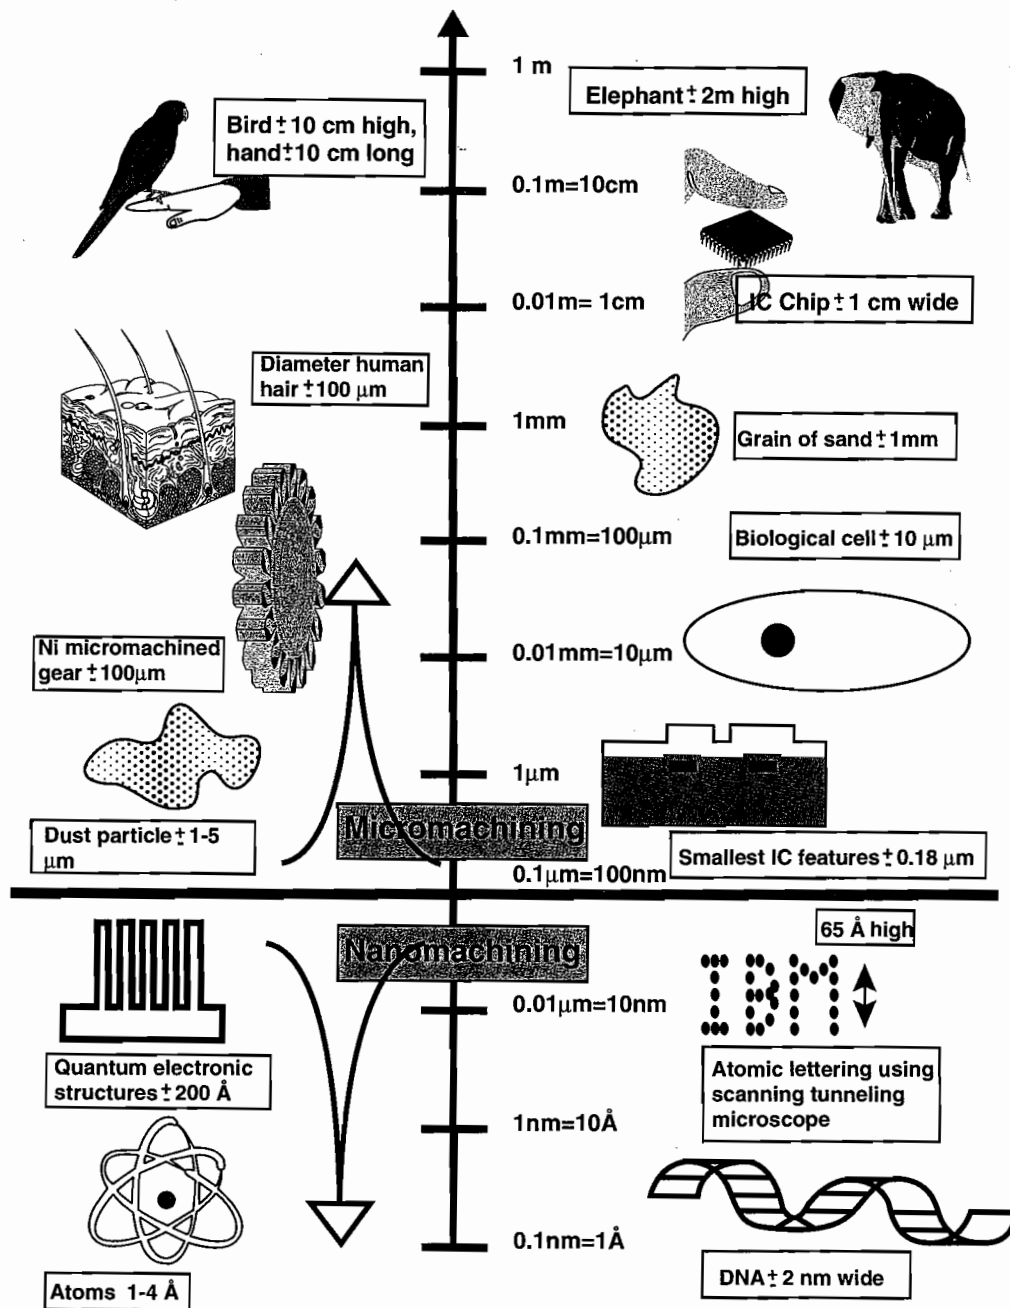 1 m
Elephant ± 2m high
Bird ± 10 cm high,
hand ± 10 cm long
0.1m=10cm
0.01m= 1cm
IC Chip ± 1 cm wide
Diameter human
hair ± 100 μm
1mm
Grain of sand ± 1mm
0.1mm=100μm
Biological cell ± 10 μm
Ni micromachined
gear ± 100μm
0.01mm=10μm
1μm
Micromachining
Dust particle ± 1-5
μm
Smallest IC features ± 0.18 μm
0.1μm=100nm
65 Å high
Nanomachining
IBM
0.01μm=10nm
Quantum electronic
structures ± 200 Å
Atomic lettering using
scanning tunneling
microscope
1nm=10Å
0.1nm=1Å
Atoms 1-4 Å
DNA ± 2 nm wide